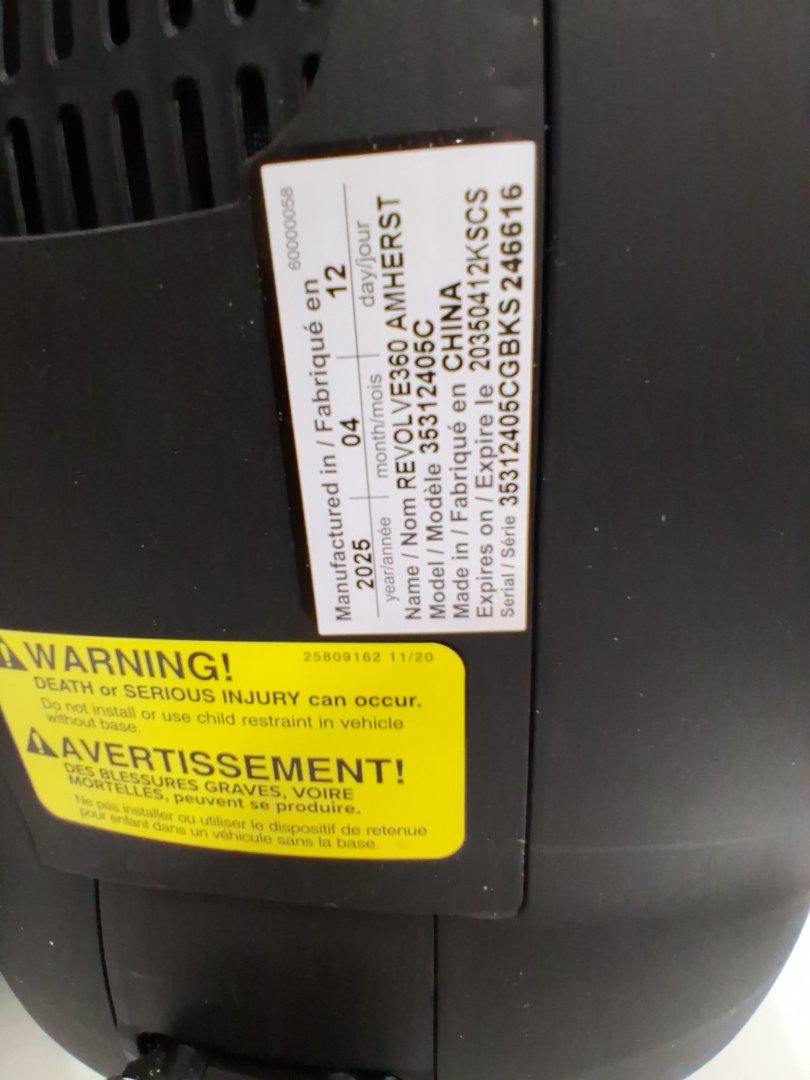 60000058
Manufactured in / Fabriqué en
2025 04 12
year/année month/mois day/jour
Name / Nom REVOLVE360 AMHERST
Model / Modèle 35312405C
Made in / Fabriqué en CHINA
Expires on / Expire le 20350412KSCS
Serial / Série 35312405CGBKS246616
WARNING!
25809162 11/20
DEATH or SERIOUS INJURY can occur.
Do not install or use child restraint in vehicle
without base.
AVERTISSEMENT!
DES BLESSURES GRAVES, VOIRE
MORTELLES, peuvent se produire.
Ne pas installer ou utiliser le dispositif de retenue
pour enfant dans un véhicule sans la base.